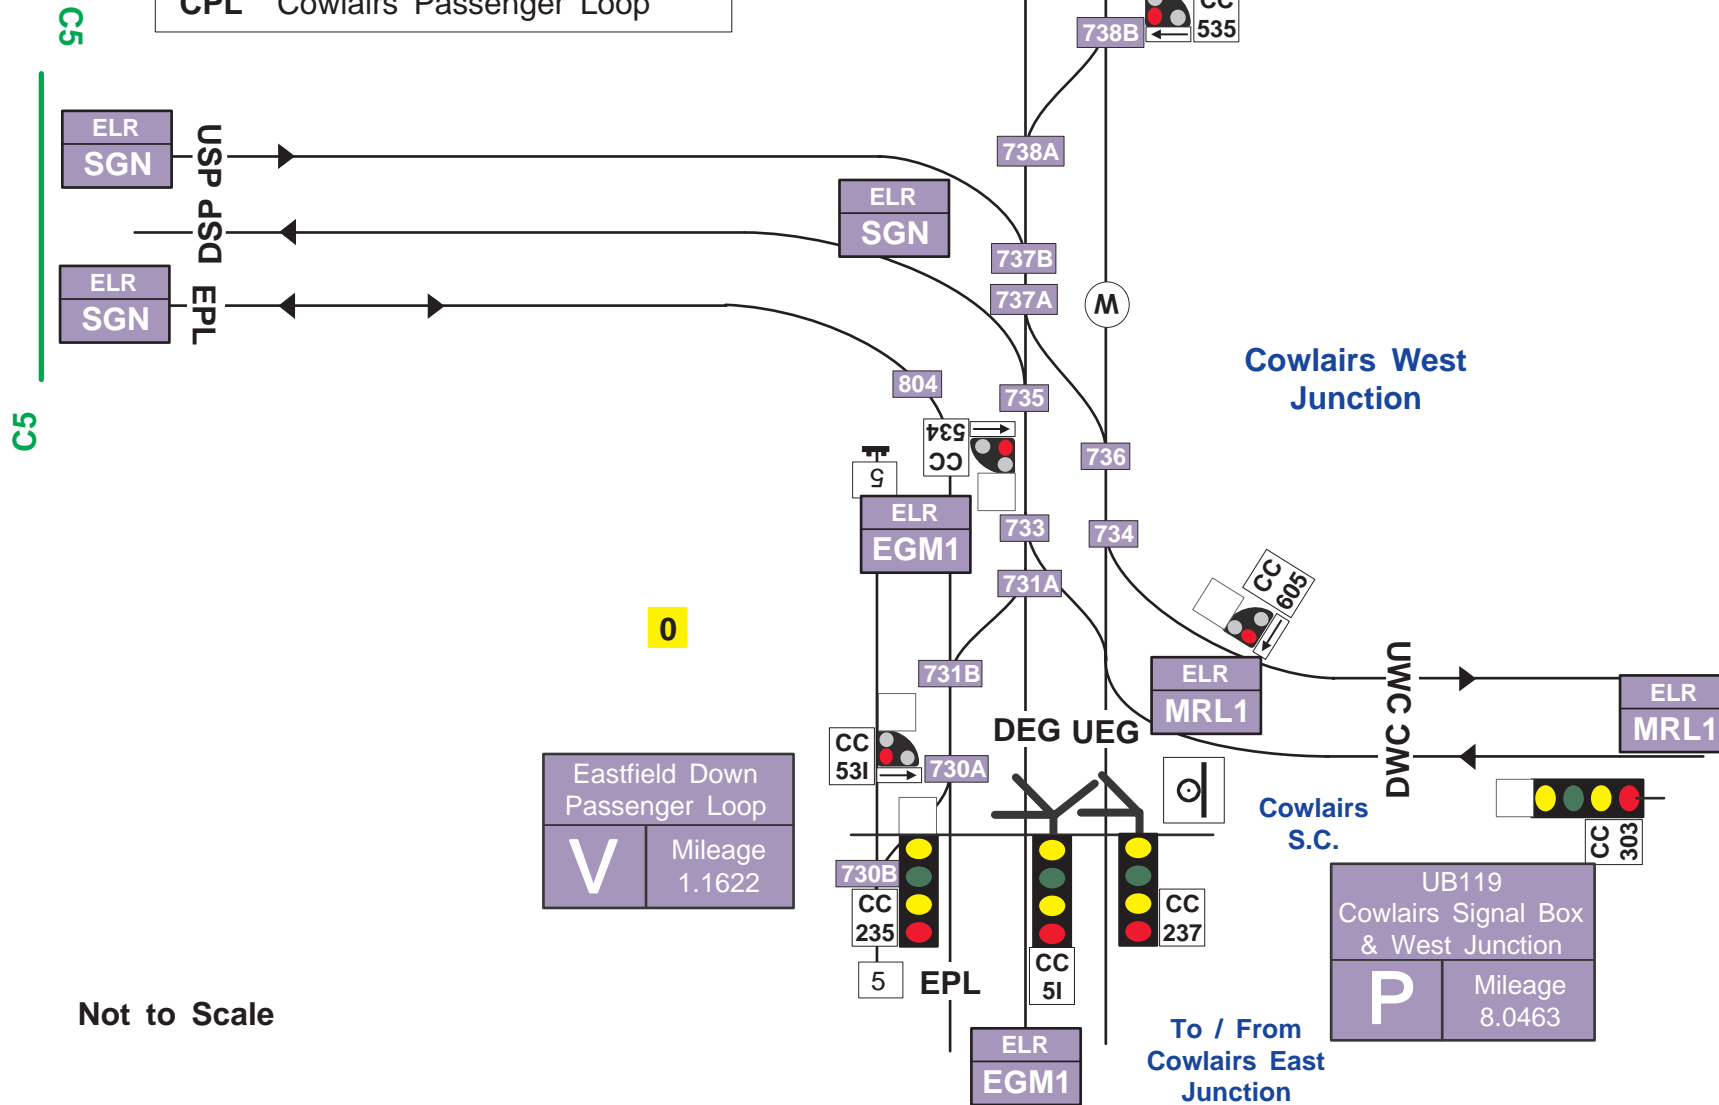 CPL Cowlairs Passenger Loop
C5
CC
535
738B
ELR
SGN
USP
738A
ELR
SGN
DSP
737B
ELR
SGN
EPL
737A
W
Cowlairs West
Junction
804
735
C5
534
CC
5
736
ELR
EGM1
733
734
731A
CC
605
0
731B
UWC
ELR
MRL1
ELR
MRL1
DEG UEG
CC
53I
730A
DWC
Eastfield Down
Passenger Loop
V
Mileage
1.1622
Cowlairs
S.C.
CC
303
730B
CC
235
CC
237
UB119
Cowlairs Signal Box
& West Junction
P
Mileage
8.0463
CC
5I
5
EPL
Not to Scale
To / From
Cowlairs East
Junction
ELR
EGM1